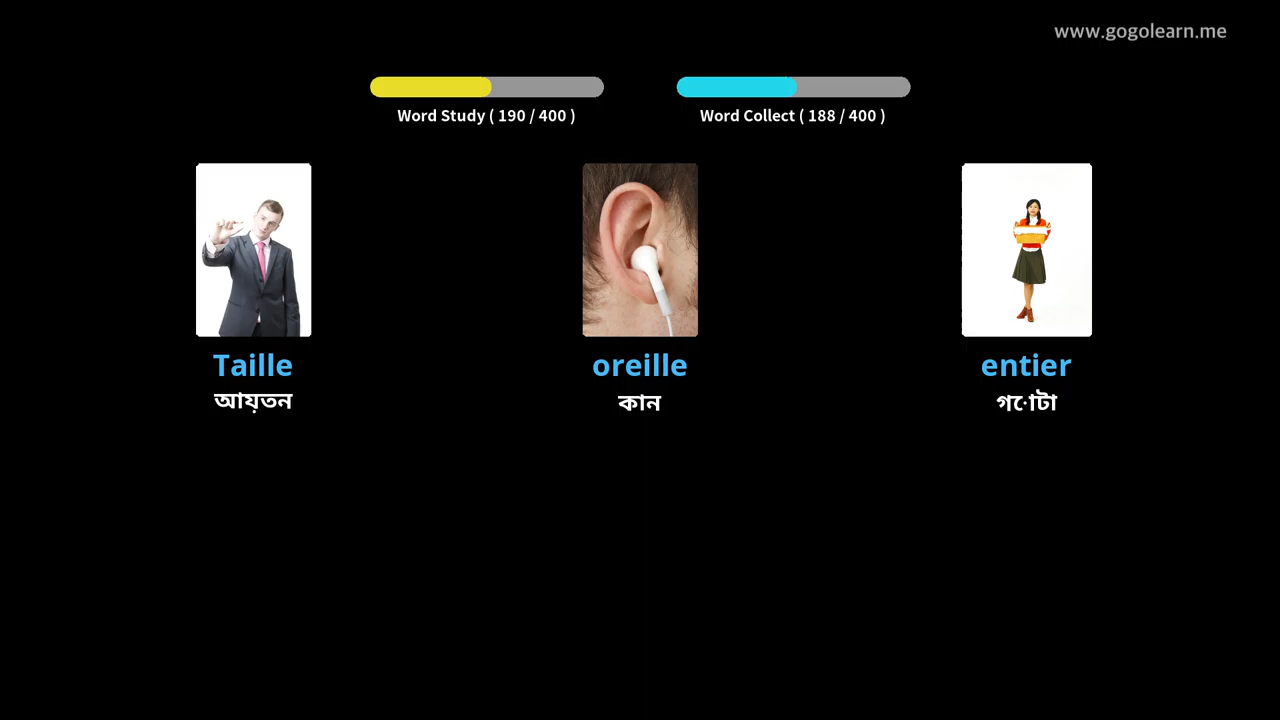 www.gogolearn.me
Word Study ( 190 / 400 )
Word Collect ( 188 / 400 )
Taille
oreille
entier
আয়তন
কান
গোটা